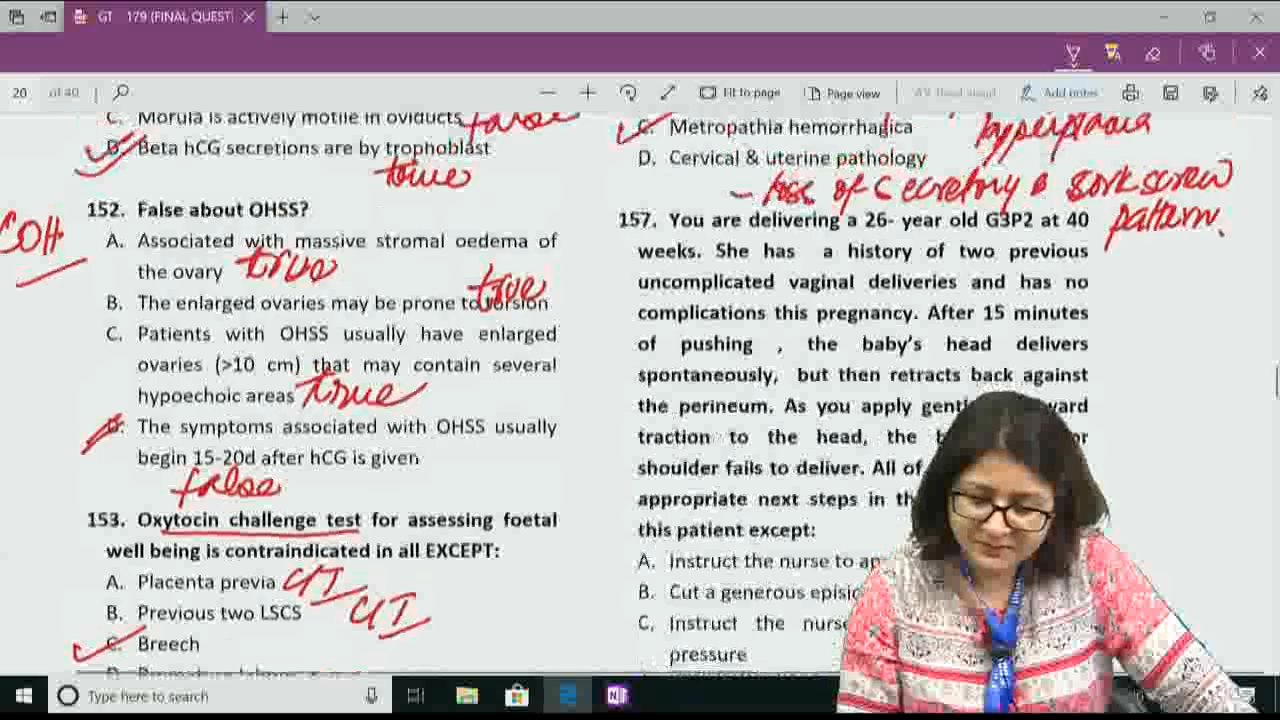 GT 179 (FINAL QUEST
20 of 40
Fit to page
Page view
Read aloud
Add notes
C. Morula is actively motile in oviducts false
D. Beta hCG secretions are by trophoblast
true
152. False about OHSS?
COH
A. Associated with massive stromal oedema of
the ovary true
true
B. The enlarged ovaries may be prone to torsion
C. Patients with OHSS usually have enlarged
ovaries (>10 cm) that may contain several
hypoechoic areas true
D. The symptoms associated with OHSS usually
begin 15-20d after hCG is given
false
153. Oxytocin challenge test for assessing foetal
well being is contraindicated in all EXCEPT:
A. Placenta previa C/I
B. Previous two LSCS C/I
C. Breech
C. Metropathia hemorrhagica
hyperplasia
D. Cervical & uterine pathology
- loss of secretory & corkscrew
pattern.
157. You are delivering a 26- year old G3P2 at 40
weeks. She has a history of two previous
uncomplicated vaginal deliveries and has no
complications this pregnancy. After 15 minutes
of pushing , the baby's head delivers
spontaneously, but then retracts back against
the perineum. As you apply gentl ward
traction to the head, the or
shoulder fails to deliver. All of
appropriate next steps in th
this patient except:
A. Instruct the nurse to ap
B. Cut a generous episio
C. Instruct the nurse
pressure
Type here to search